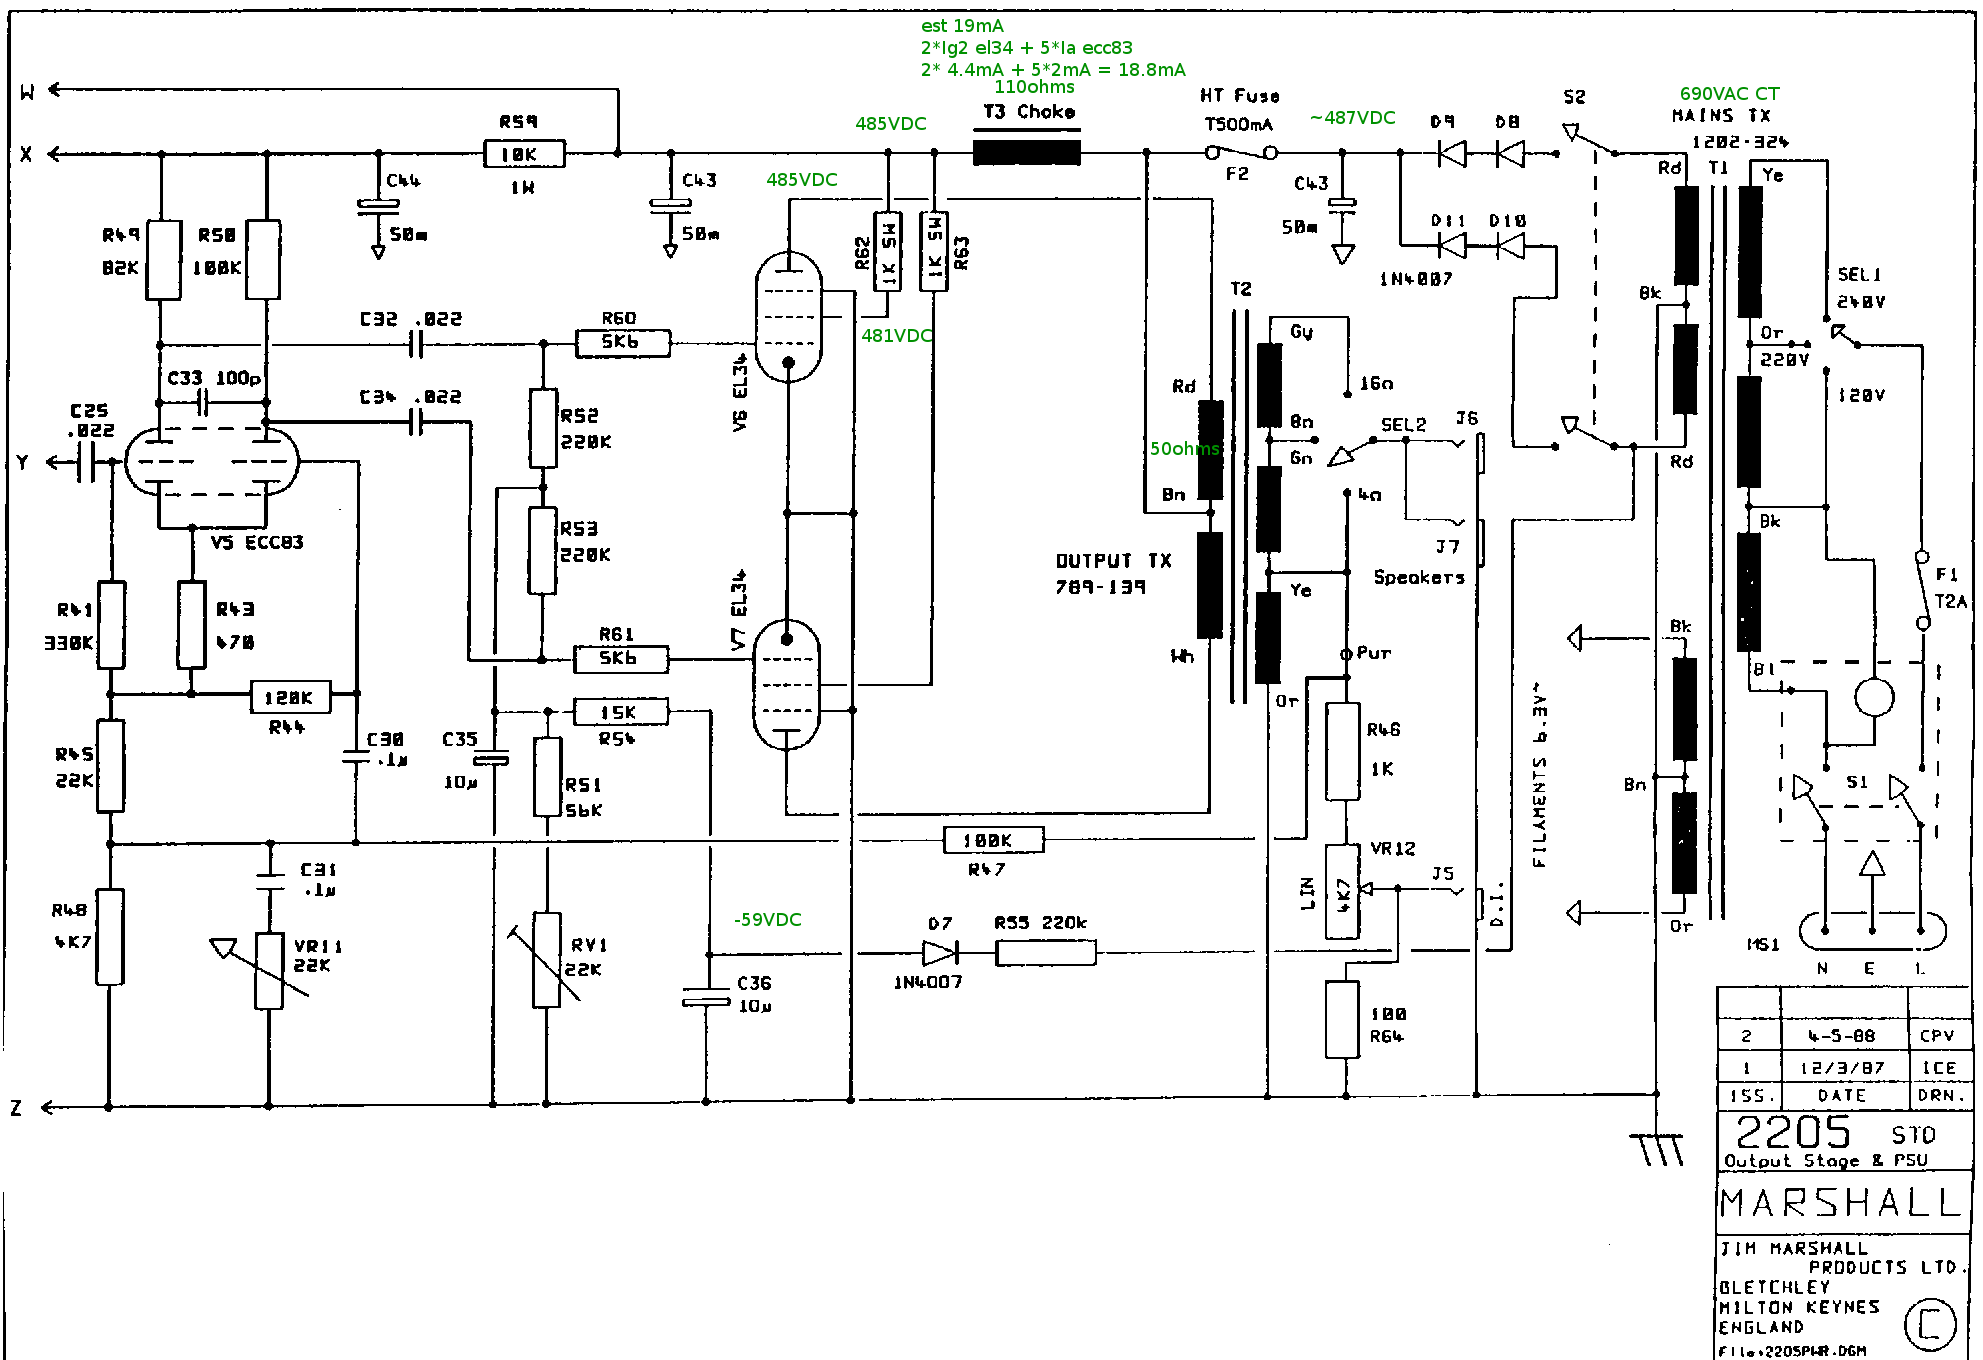 est 19mA
2*Ig2 el34 + 5*Ia ecc83
2* 4.4mA + 5*2mA = 18.8mA
110ohms
T3 Choke
HT Fuse
T500mA
F2
~487VDC
D9
D8
S2
690VAC CT
MAINS TX
1202-324
T1
W
X
R59
10K
1W
485VDC
485VDC
C44
50m
C43
50m
C43
50m
R62
1K 5W
1K 5W
R63
D11
D10
1N4007
Rd
Ye
R49
82K
R50
100K
Bk
SEL1
240V
Or
220V
120V
T2
Gy
C32 .022
R60
5K6
481VDC
V6 EL34
C33 100p
C34 .022
C25
.022
R52
220K
Rd
50ohms
Bn
16Ω
Bn
Gn
SEL2
J6
4Ω
J7
Speakers
Rd
Bk
Y
V5 ECC83
R53
220K
OUTPUT TX
789-139
Ye
F1
T2A
R41
330K
R43
470
V7 EL34
R61
5K6
Wh
Pur
Bk
Bl
120K
R44
15K
R54
Or
R46
1K
FILAMENTS 6.3V~
R45
22K
C30
.1µ
C35
10µ
R51
56K
Bn
S1
100K
R47
VR12
LIN
4K7
J5
D.I.
C31
.1µ
R48
4K7
VR11
22K
RV1
22K
-59VDC
D7
1N4007
R55 220k
C36
10µ
100
R64
Or
MS1
N
E
L
Z
2
4-5-88
CPV
1
12/3/87
ICE
ISS.
DATE
DRN.
2205 STD
Output Stage & PSU
MARSHALL
JIM MARSHALL
PRODUCTS LTD.
BLETCHLEY
MILTON KEYNES
ENGLAND
C
File:2205PWR.DGM